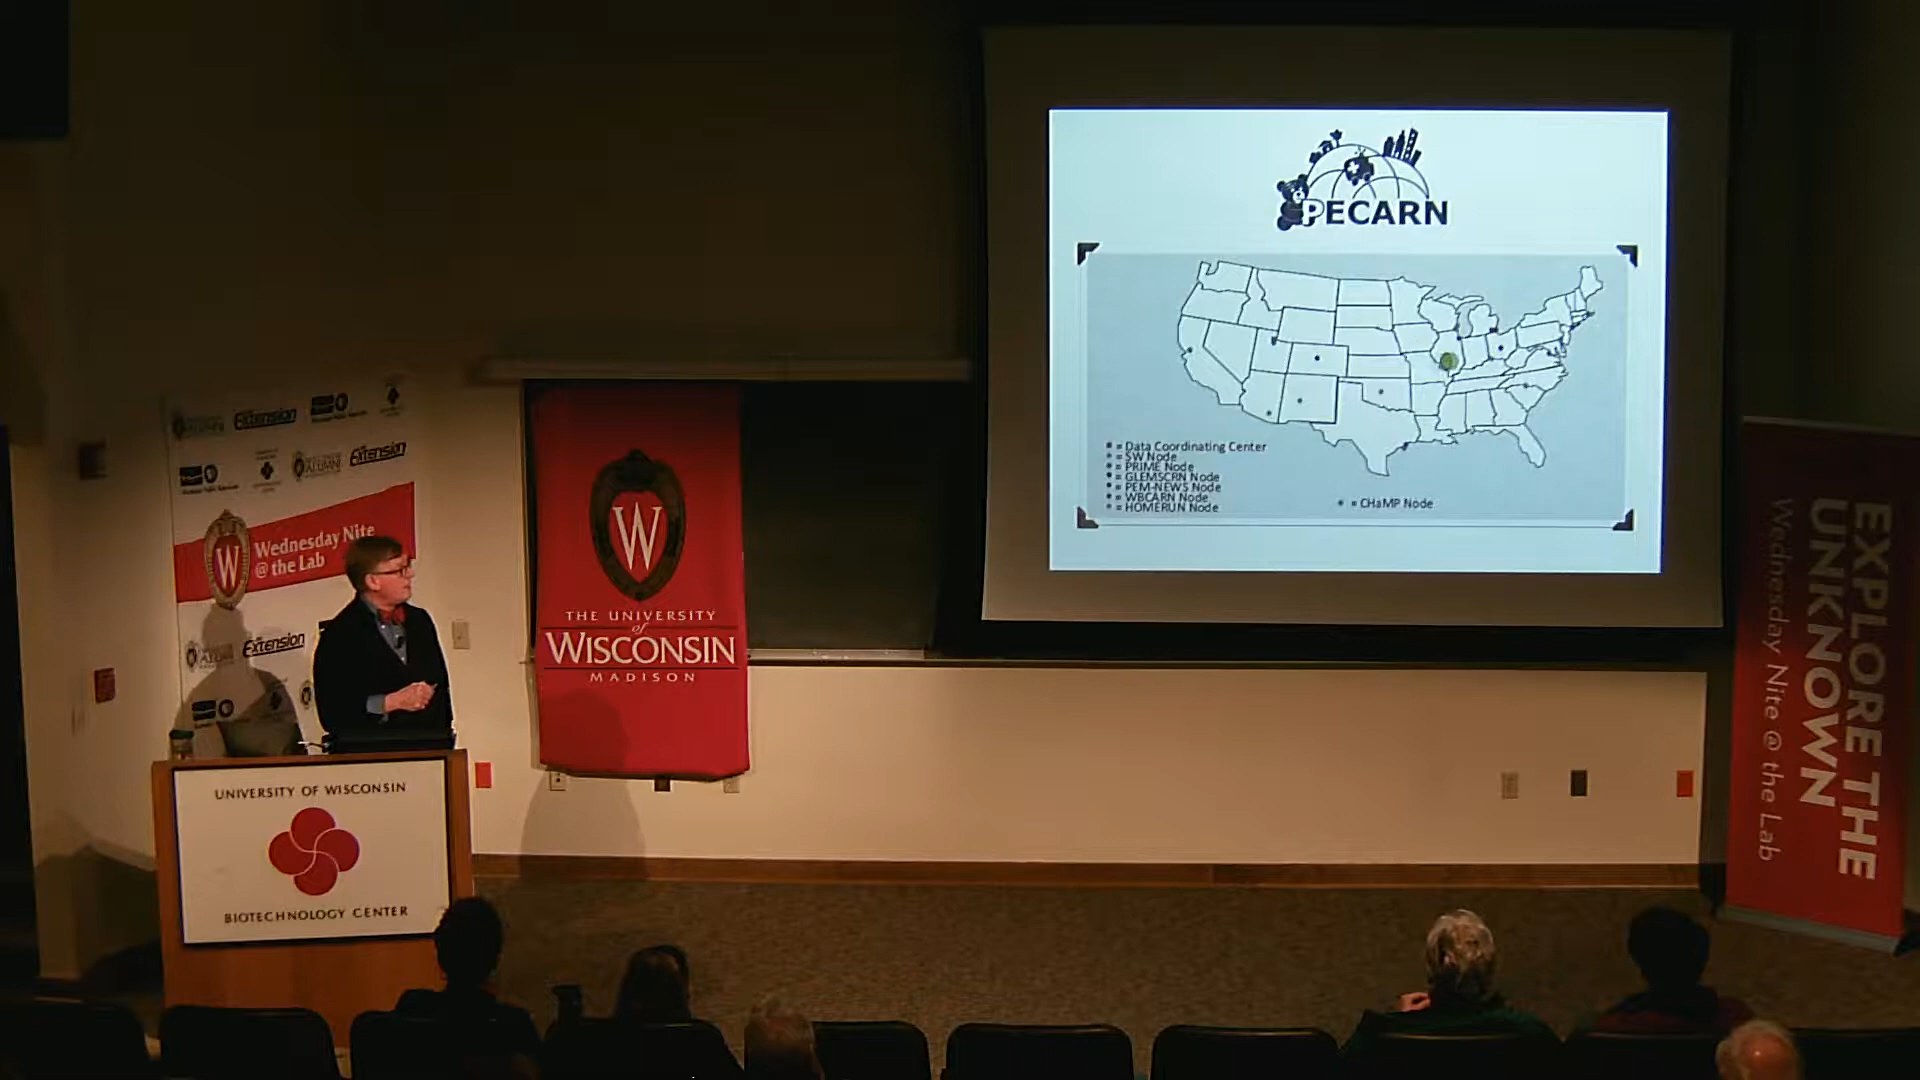 PECARN
= Data Coordinating Center
= SW Node
= PRIME Node
= GLEMSCRN Node
= PEM-NEWS Node
= WBCARN Node
= HOMERUN Node
= CHaMP Node
Extension
ALUMNI
Extension
W
Wednesday Nite
@ the Lab
Extension
W
THE UNIVERSITY
of
WISCONSIN
MADISON
UNIVERSITY OF WISCONSIN
BIOTECHNOLOGY CENTER
EXPLORE THE
UNKNOWN
Wednesday Nite @ the Lab